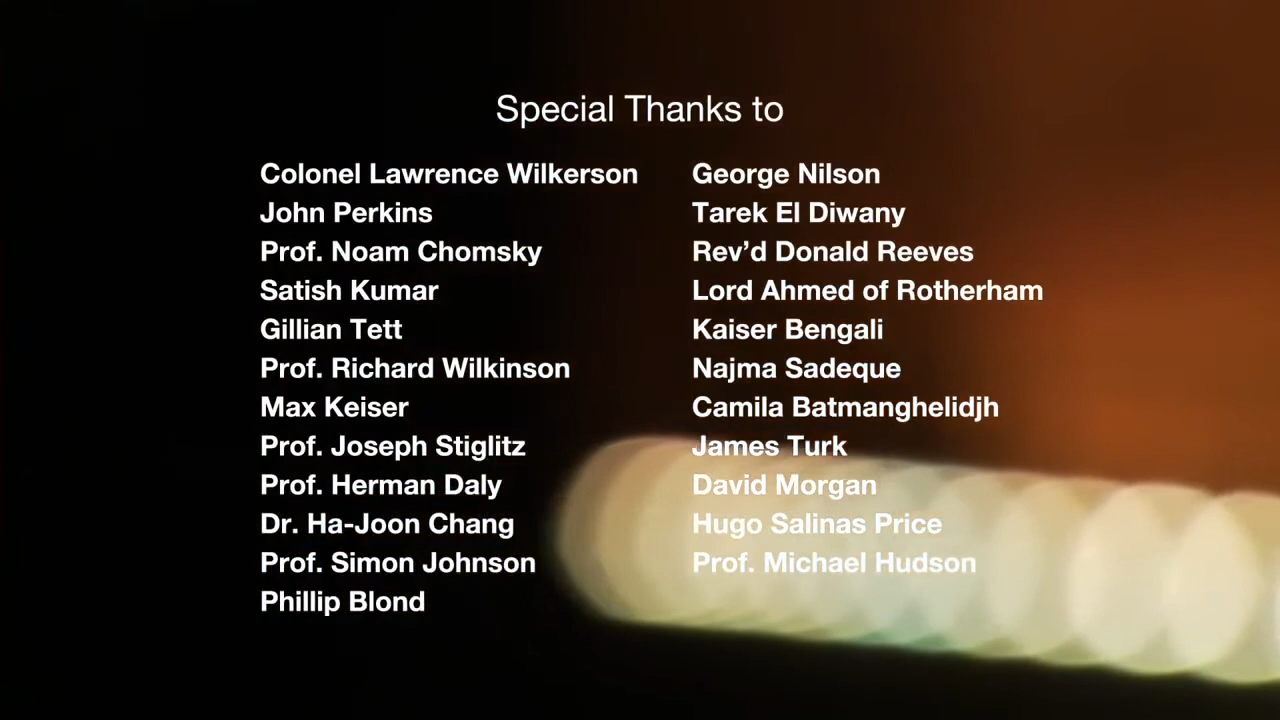 Special Thanks to
Colonel Lawrence Wilkerson
John Perkins
Prof. Noam Chomsky
Satish Kumar
Gillian Tett
Prof. Richard Wilkinson
Max Keiser
Prof. Joseph Stiglitz
Prof. Herman Daly
Dr. Ha-Joon Chang
Prof. Simon Johnson
Phillip Blond
George Nilson
Tarek El Diwany
Rev’d Donald Reeves
Lord Ahmed of Rotherham
Kaiser Bengali
Najma Sadeque
Camila Batmanghelidjh
James Turk
David Morgan
Hugo Salinas Price
Prof. Michael Hudson